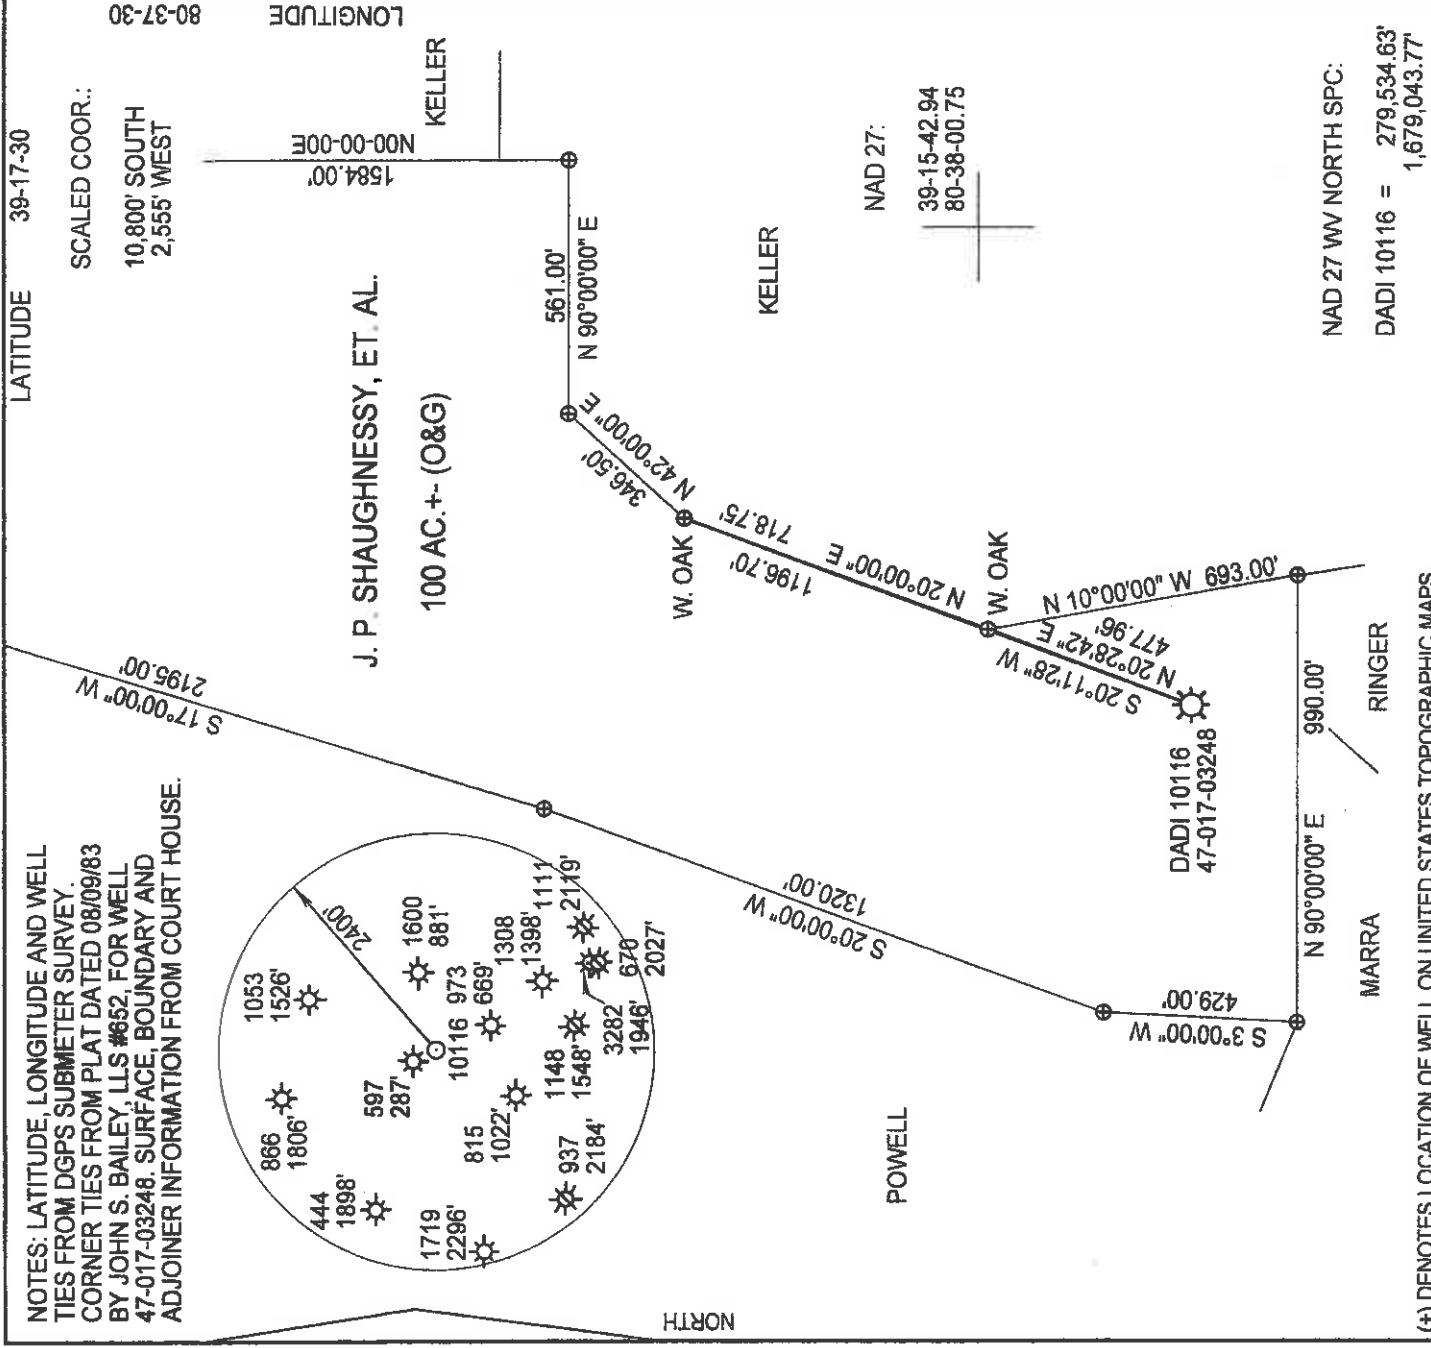 LATITUDE 39-17-30
LONGITUDE 80-37-30
NOTES: LATITUDE, LONGITUDE AND WELL
TIES FROM DGPS SUBMETER SURVEY.
CORNER TIES FROM PLAT DATED 08/09/83
BY JOHN S. BAILEY, LLS #652, FOR WELL
47-017-03248. SURFACE, BOUNDARY AND
ADJOINER INFORMATION FROM COURT HOUSE.
SCALED COOR.:
10,800' SOUTH
2,555' WEST
KELLER
N00-00-00E
1584.00'
J. P. SHAUGHNESSY, ET. AL.
100 AC.+- (O&G)
561.00'
N 90°00'00" E
N 42°00'00" E
346.50'
S 17°00'00" W
2195.00'
2400'
1053
1526'
1600
881'
866
1806'
597
287'
10116
973
669'
1308
1398'
1111
2119'
444
1898'
815
1022'
1148
1548'
3282
1946'
670
2027'
1719
2296'
937
2184'
KELLER
NAD 27:
39-15-42.94
80-38-00.75
W. OAK
718.75'
1196.70'
N 20°00'00" E
W. OAK
N 10°00'00" W 693.00'
477.96'
N 20°28'42" E
S 20°11'28" W
1320.00'
S 20°00'00" W
DADI 10116
47-017-03248
429.00'
S 3°00'00" W
990.00'
N 90°00'00" E
POWELL
MARRA
RINGER
NORTH
NAD 27 WV NORTH SPC:
DADI 10116 = 279,534.63'
1,679,043.77'
(+) DENOTES LOCATION OF WELL ON UNITED STATES TOPOGRAPHIC MAPS